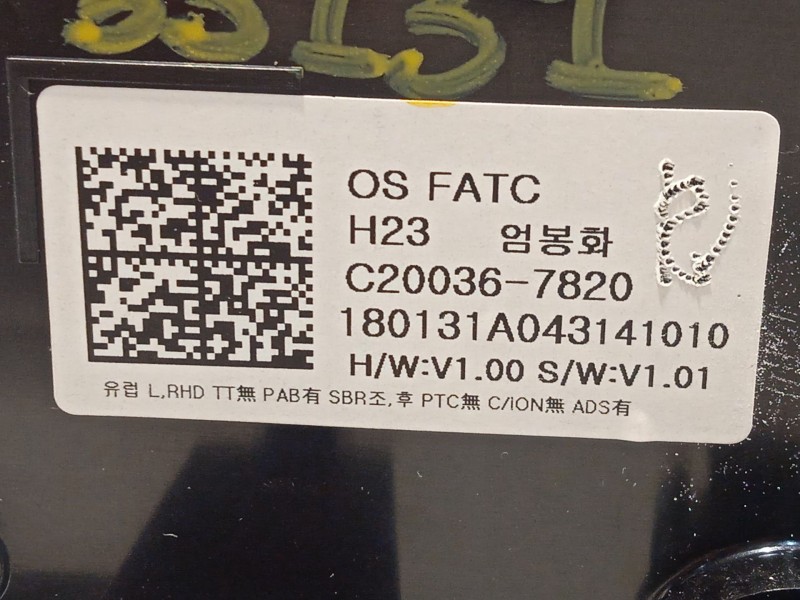 OS FATC
H23 엄봉화
C20036-7820
180131A043141010
H/W:V1.00 S/W:V1.01
유럽 L,RHD TT無 PAB有 SBR조,후 PTC無 C/iON無 ADS有